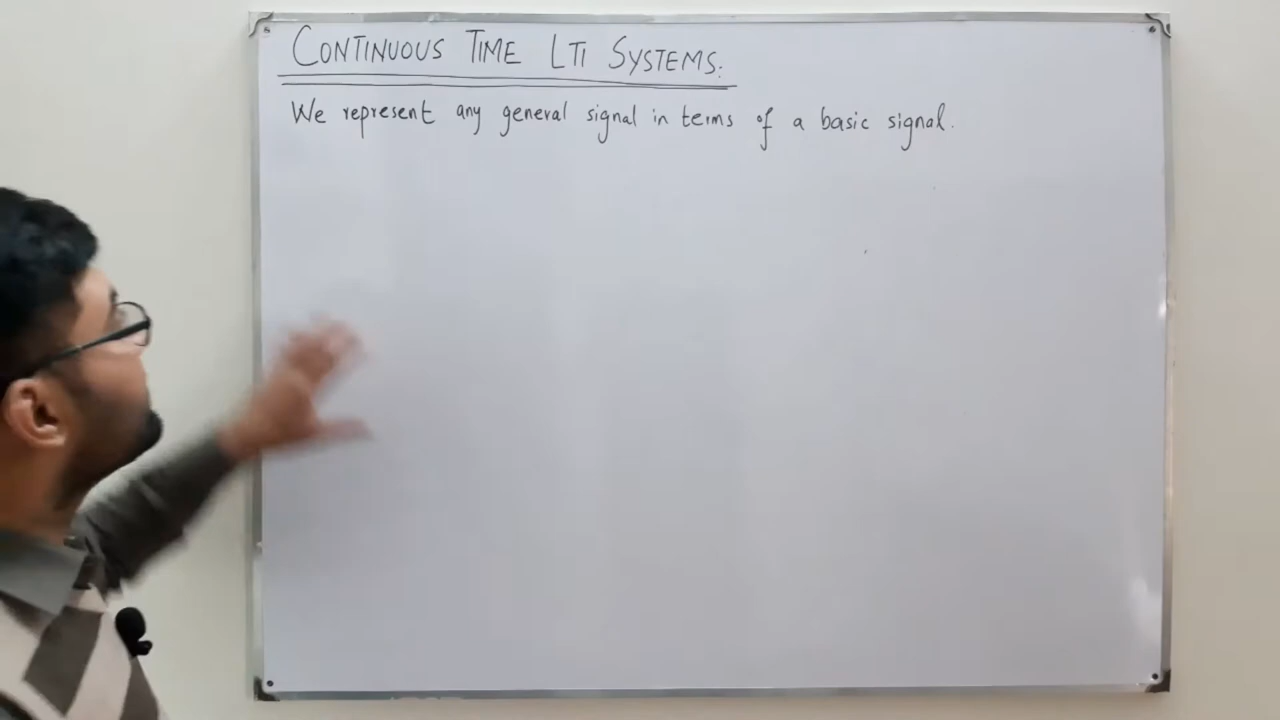 CONTINUOUS TIME LTI SYSTEMS:
We represent any general signal in terms of a basic signal.